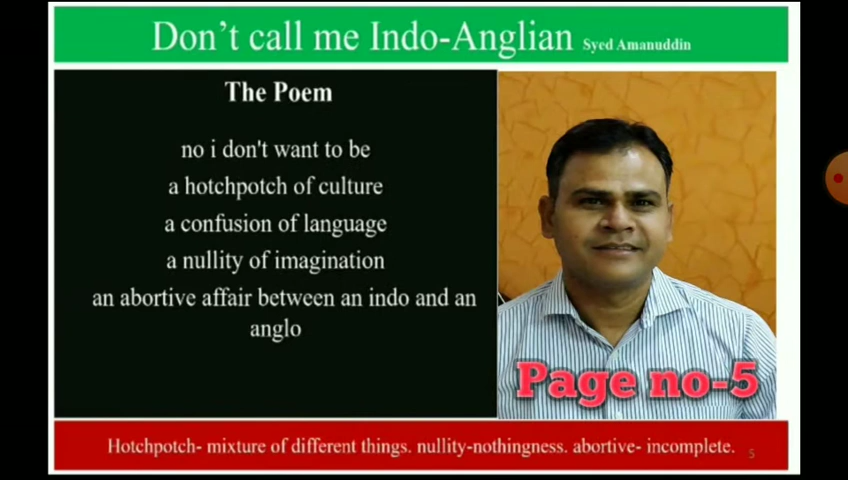 Don't call me Indo-Anglian Syed Amanuddin
The Poem
no i don't want to be
a hotchpotch of culture
a confusion of language
a nullity of imagination
an abortive affair between an indo and an
anglo
Page no-5
Hotchpotch- mixture of different things. nullity-nothingness. abortive- incomplete.
5